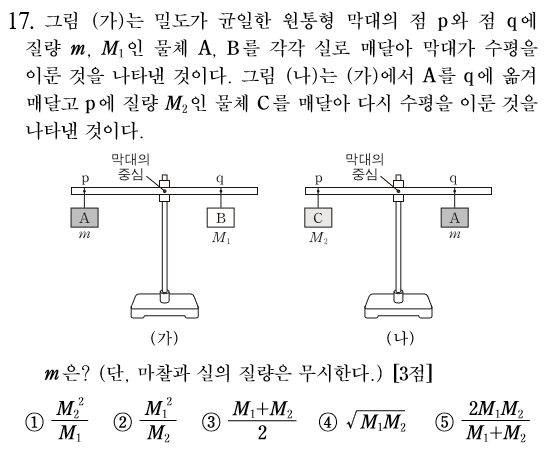 17. 그림 (가)는 밀도가 균일한 원통형 막대의 점 p와 점 q에
질량 m, M₁인 물체 A, B를 각각 실로 매달아 막대가 수평을
이룬 것을 나타낸 것이다. 그림 (나)는 (가)에서 A를 q에 옮겨
매달고 p에 질량 M₂인 물체 C를 매달아 다시 수평을 이룬 것을
나타낸 것이다.
막대의 중심
p q
A B
m M₁
(가)
막대의 중심
p q
C A
M₂ m
(나)
m은? (단, 마찰과 실의 질량은 무시한다.) [3점]
① M₂²/M₁ ② M₁²/M₂ ③ (M₁+M₂)/2 ④ √(M₁M₂) ⑤ 2M₁M₂/(M₁+M₂)